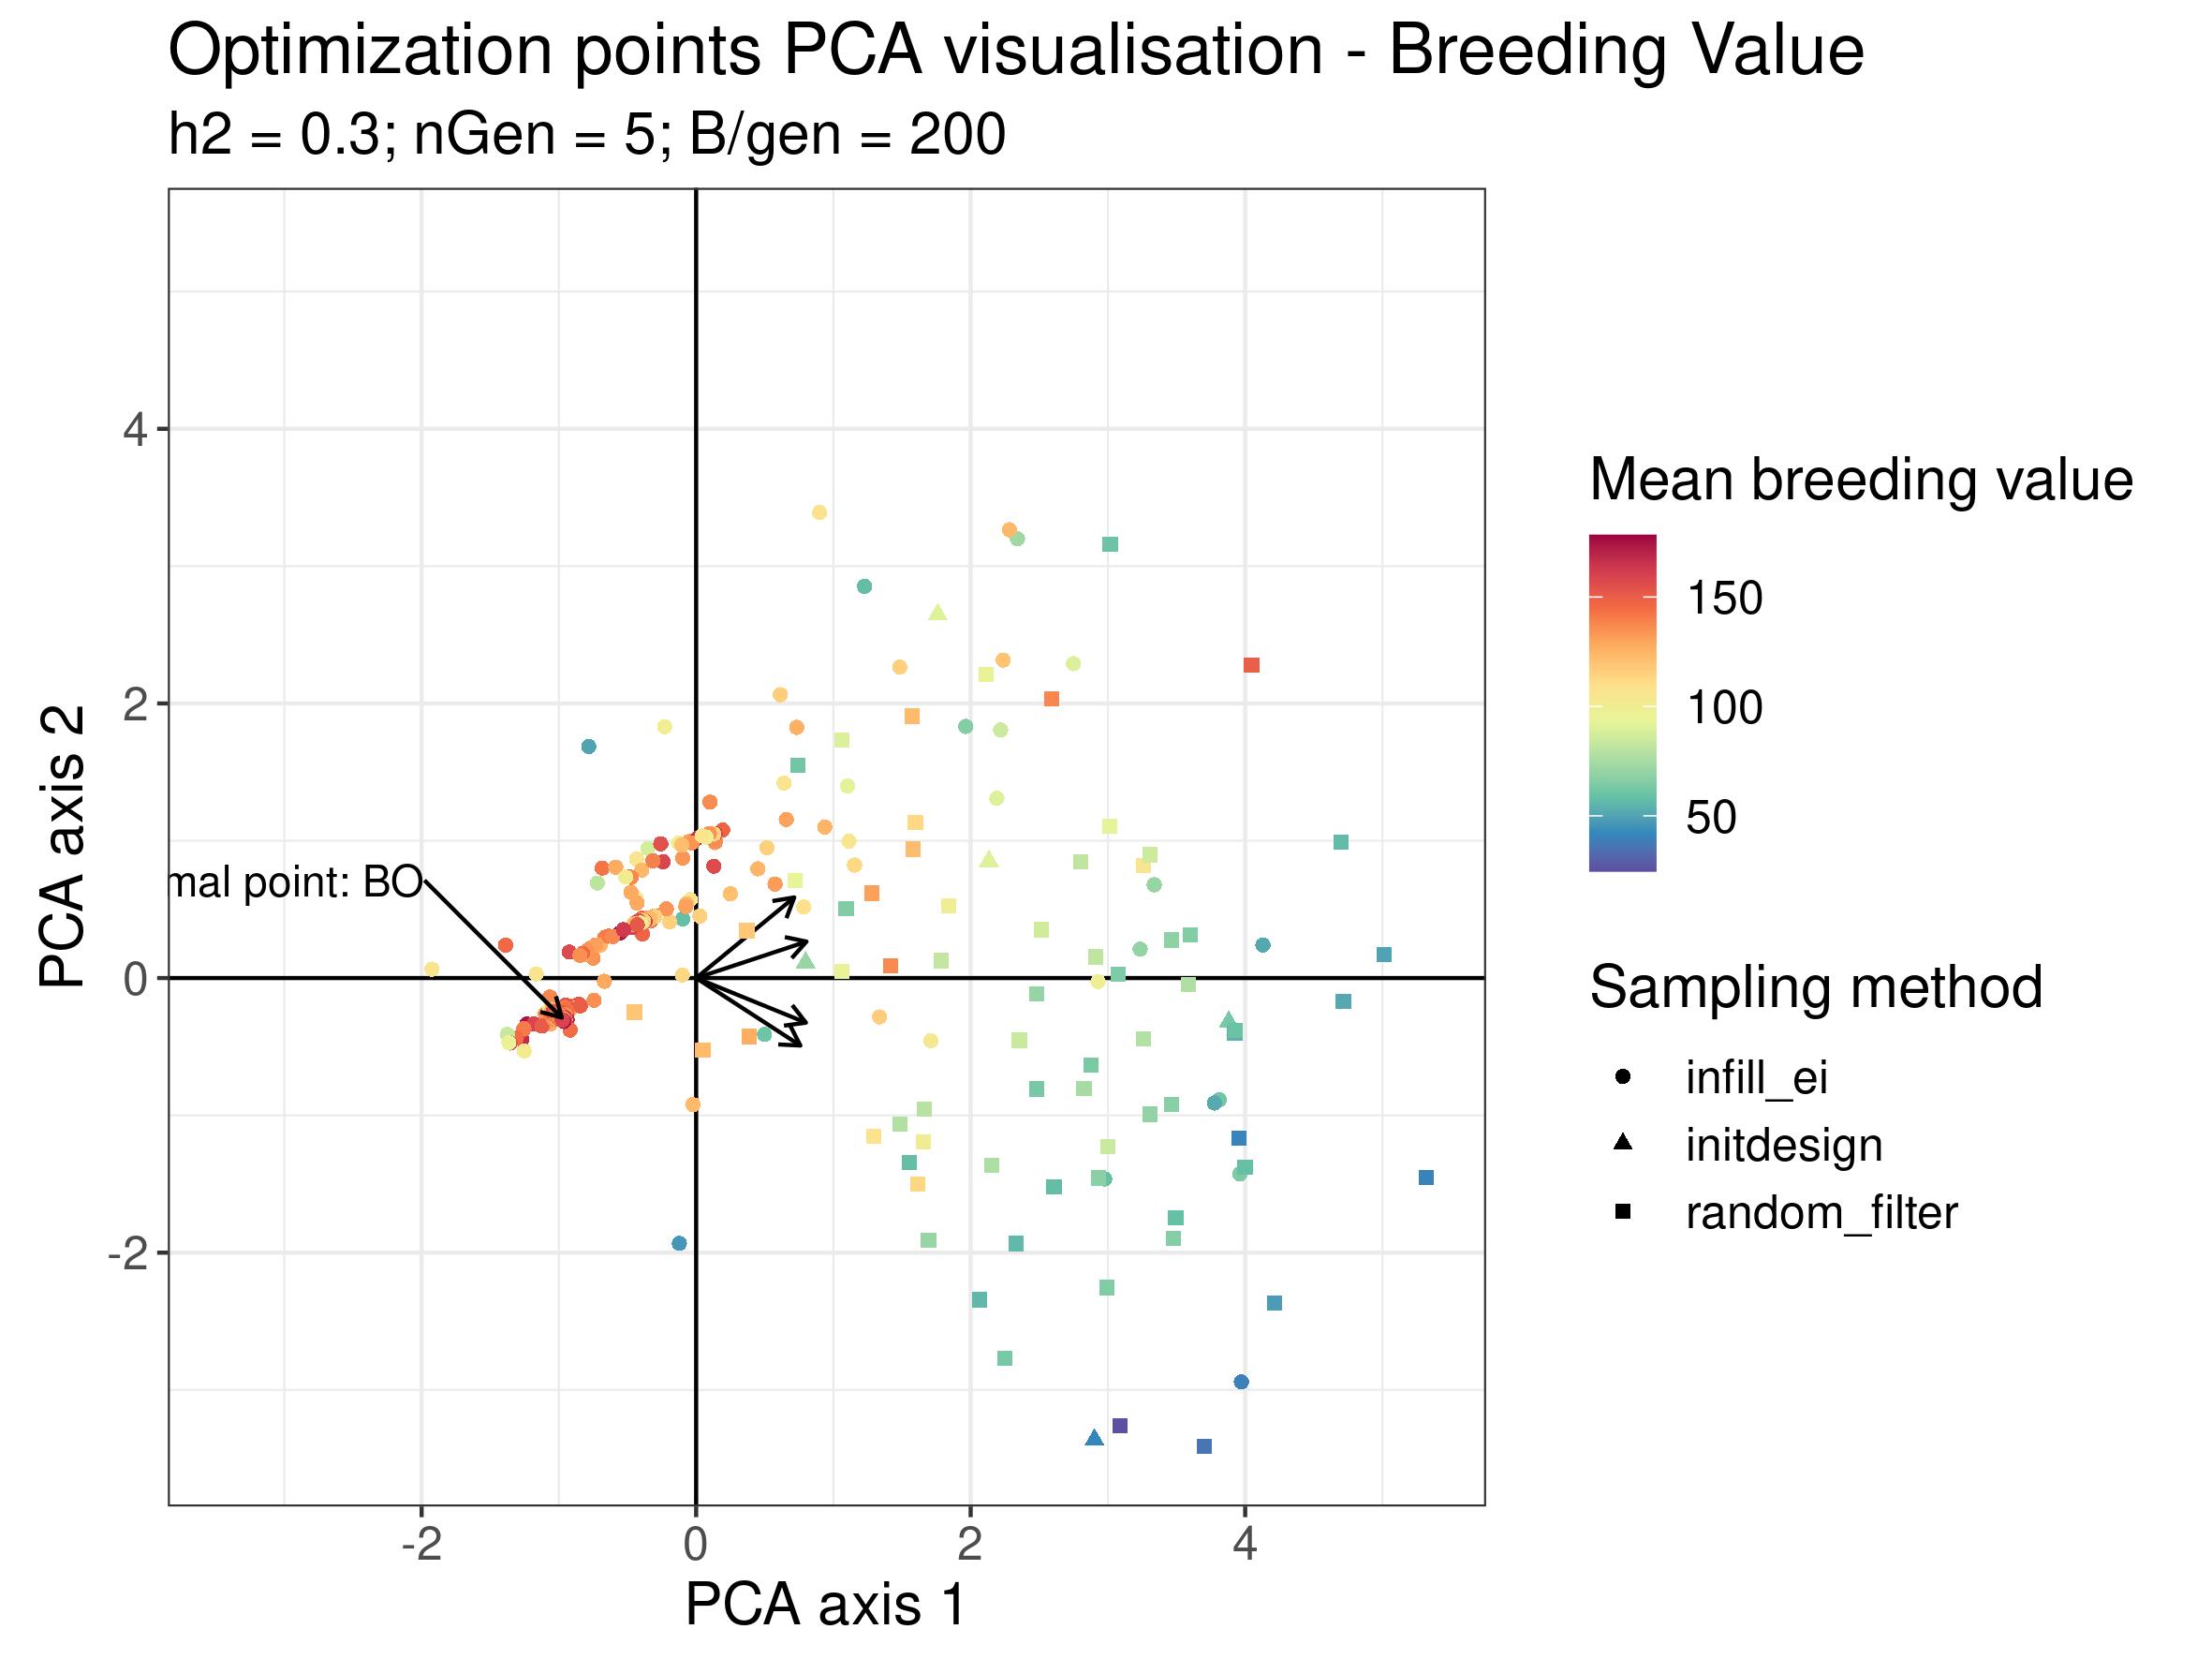 Optimization points PCA visualisation - Breeding Value
h2 = 0.3; nGen = 5; B/gen = 200
PCA axis 2
4
2
0
-2
mal point: BO
-2
0
2
4
PCA axis 1
Mean breeding value
150
100
50
Sampling method
infill_ei
initdesign
random_filter